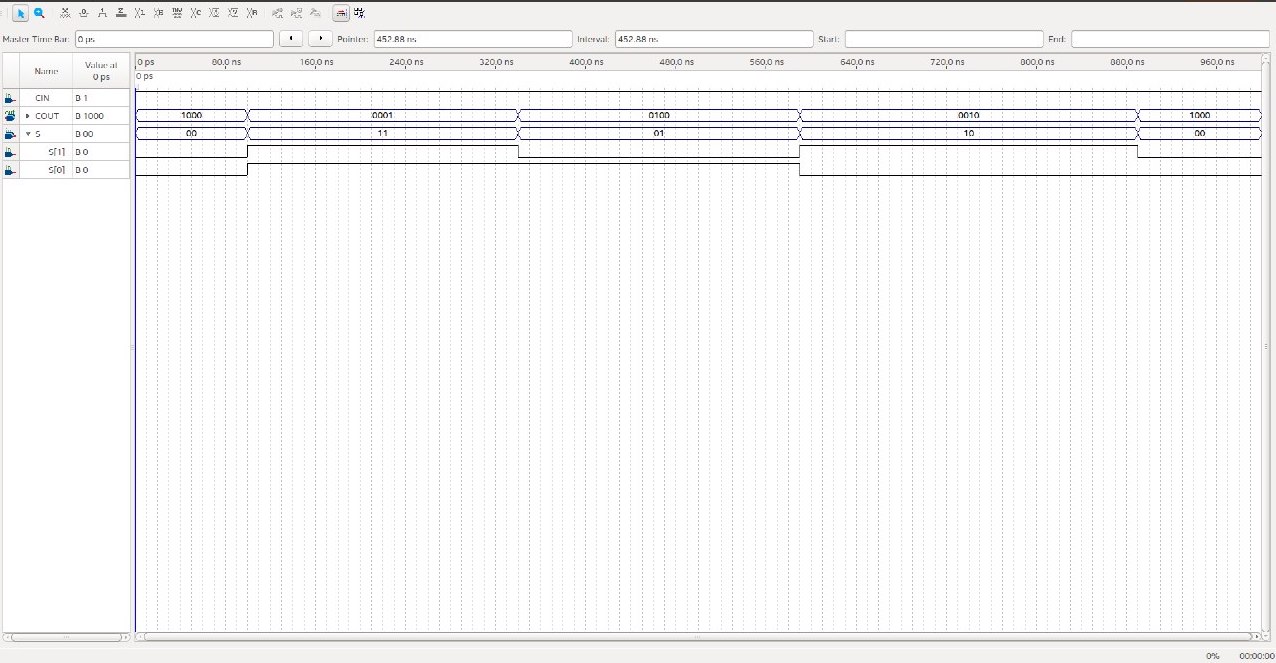 Master Time Bar: 0 ps Pointer: 452.88 ns Interval: 452.88 ns Start: End:
Name Value at 0 ps
0 ps 80.0 ns 160.0 ns 240.0 ns 320.0 ns 400.0 ns 480.0 ns 560.0 ns 640.0 ns 720.0 ns 800.0 ns 880.0 ns 960.0 ns
0 ps
CIN B 1
COUT B 1000 1000 0001 0100 0010 1000
S B 00 00 11 01 10 00
S[1] B 0
S[0] B 0
0% 00:00:00